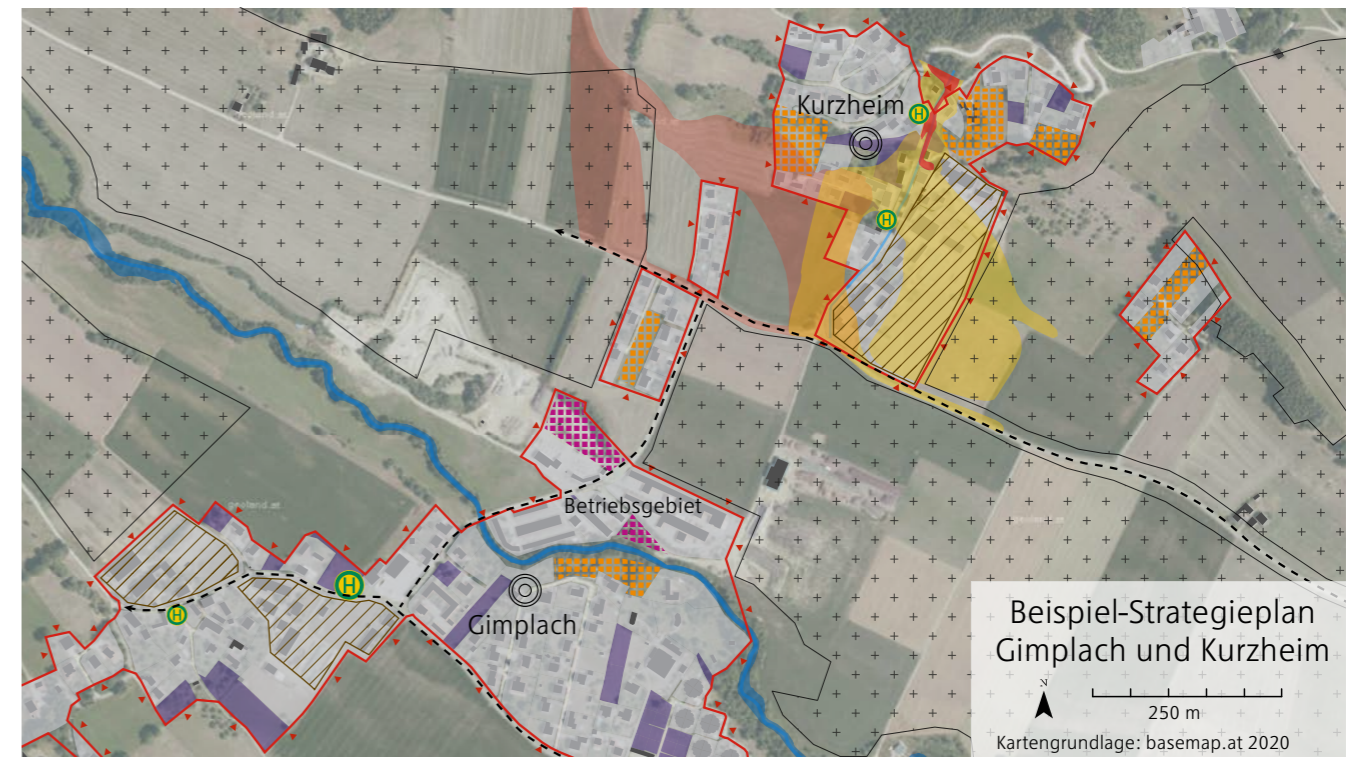 Kurzheim
H
H
Betriebsgebiet
H
H
Gimplach
Beispiel-Strategieplan
Gimplach und Kurzheim
N
250 m
Kartengrundlage: basemap.at 2020